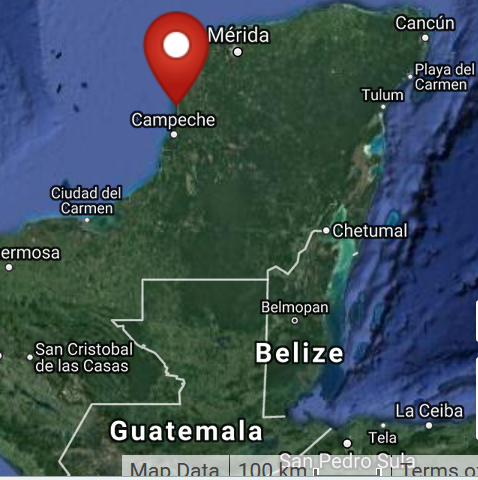 Cancún
Mérida
Playa del
Carmen
Tulum
Campeche
Ciudad del
Carmen
Chetumal
ermosa
Belmopan
San Cristobal
de las Casas
Belize
La Ceiba
Guatemala
Tela
San Pedro Sula
Map Data
100 km
Terms of